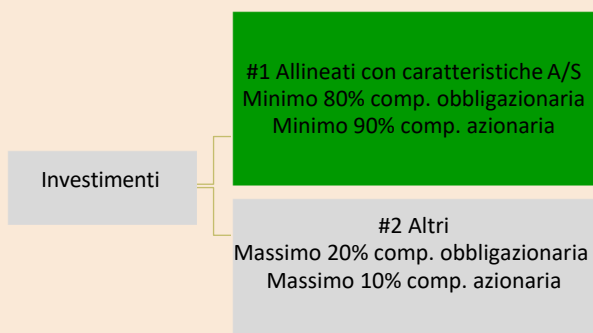 #1 Allineati con caratteristiche A/S
Minimo 80% comp. obbligazionaria
Minimo 90% comp. azionaria
Investimenti
#2 Altri
Massimo 20% comp. obbligazionaria
Massimo 10% comp. azionaria